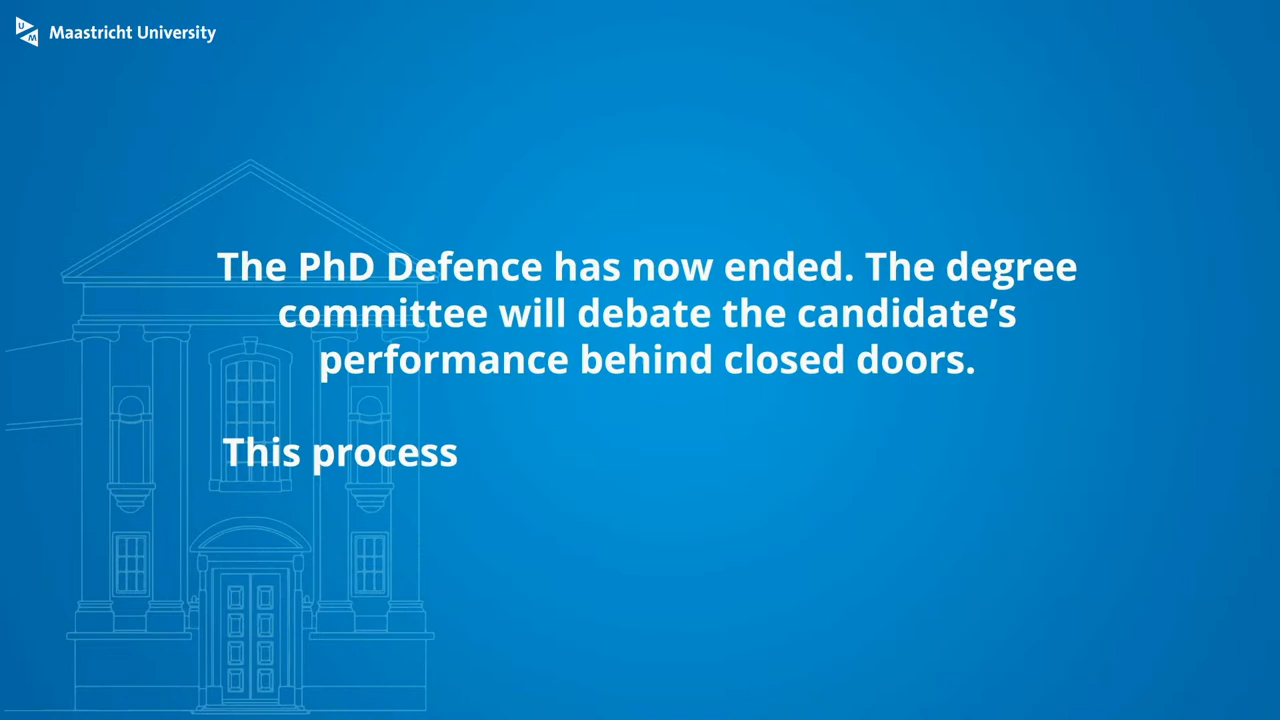 UM
Maastricht University
The PhD Defence has now ended. The degree
committee will debate the candidate’s
performance behind closed doors.
This process